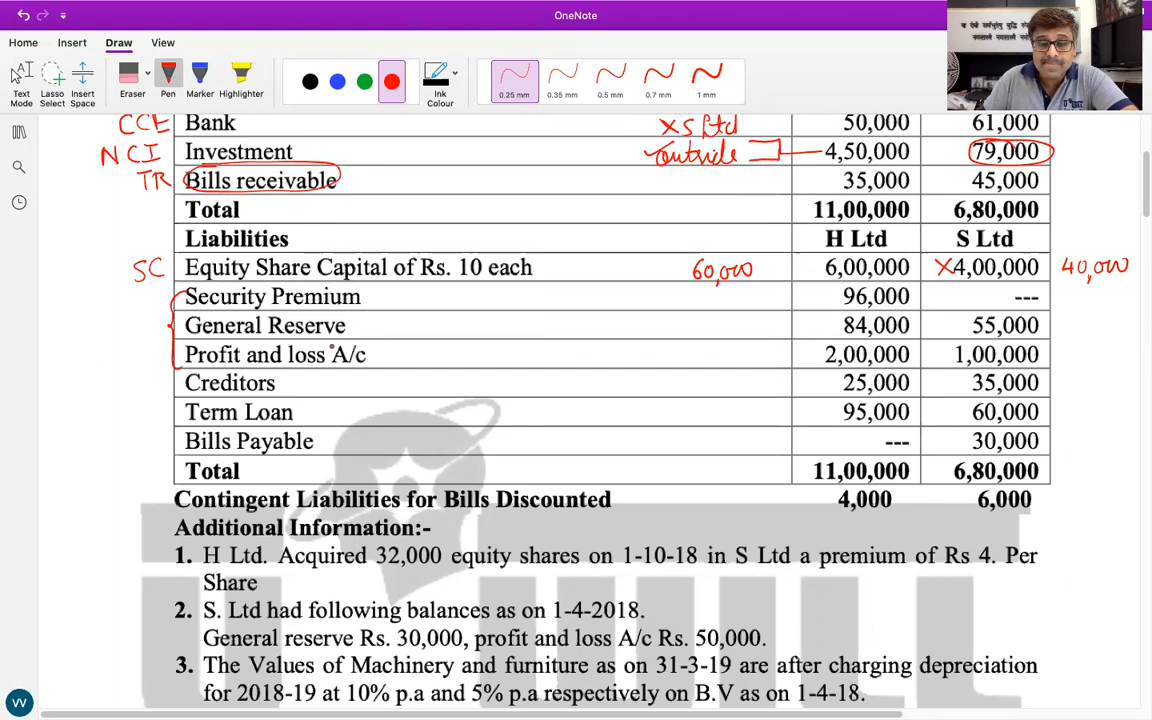 OneNote
Home Insert Draw View
Text Mode Lasso Select Insert Space Eraser Pen Marker Highlighter Ink Colour 0.25 mm 0.35 mm 0.5 mm 0.7 mm 1 mm
CCE Bank X S Ltd 50,000 61,000
NCI Investment outside 4,50,000 79,000
TR Bills receivable 35,000 45,000
Total 11,00,000 6,80,000
Liabilities H Ltd S Ltd
SC Equity Share Capital of Rs. 10 each 60,000 6,00,000 X4,00,000 40,000
Security Premium 96,000 ---
General Reserve 84,000 55,000
Profit and loss A/c 2,00,000 1,00,000
Creditors 25,000 35,000
Term Loan 95,000 60,000
Bills Payable --- 30,000
Total 11,00,000 6,80,000
Contingent Liabilities for Bills Discounted 4,000 6,000
Additional Information:-
1. H Ltd. Acquired 32,000 equity shares on 1-10-18 in S Ltd a premium of Rs 4. Per
Share
2. S. Ltd had following balances as on 1-4-2018.
General reserve Rs. 30,000, profit and loss A/c Rs. 50,000.
3. The Values of Machinery and furniture as on 31-3-19 are after charging depreciation
for 2018-19 at 10% p.a and 5% p.a respectively on B.V as on 1-4-18.
VV